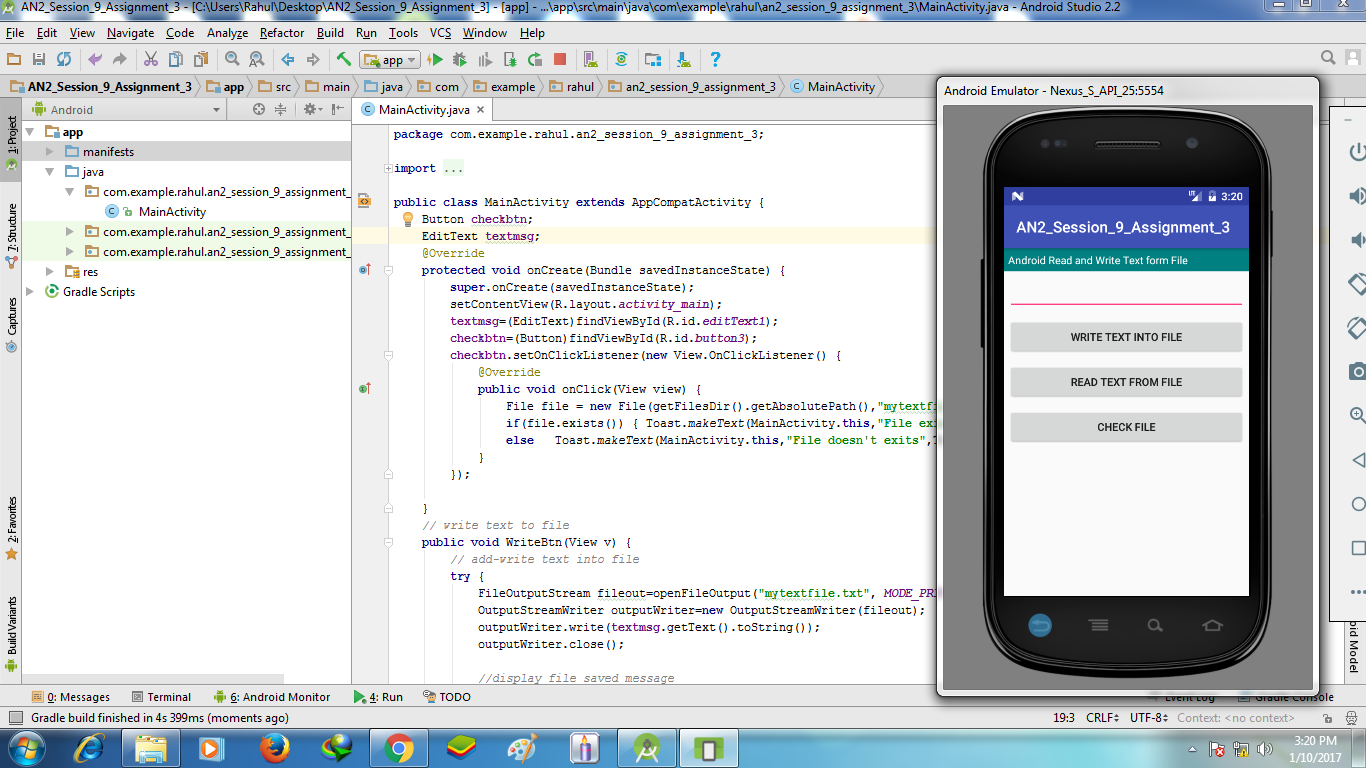 AN2_Session_9_Assignment_3 - [C:\Users\Rahul\Desktop\AN2_Session_9_Assignment_3] - [app] - ...\app\src\main\java\com\example\rahul\an2_session_9_assignment_3\MainActivity.java - Android Studio 2.2
File Edit View Navigate Code Analyze Refactor Build Run Tools VCS Window Help
app
AN2_Session_9_Assignment_3 app src main java com example rahul an2_session_9_assignment_3 MainActivity
Android
MainActivity.java
1: Project
7: Structure
Captures
2: Favorites
Build Variants
app
manifests
java
com.example.rahul.an2_session_9_assignment_
MainActivity
com.example.rahul.an2_session_9_assignment_
com.example.rahul.an2_session_9_assignment_
res
Gradle Scripts
package com.example.rahul.an2_session_9_assignment_3;
import ...
public class MainActivity extends AppCompatActivity {
Button checkbtn;
EditText textmsg;
@Override
protected void onCreate(Bundle savedInstanceState) {
super.onCreate(savedInstanceState);
setContentView(R.layout.activity_main);
textmsg=(EditText)findViewById(R.id.editText1);
checkbtn=(Button)findViewById(R.id.button3);
checkbtn.setOnClickListener(new View.OnClickListener() {
@Override
public void onClick(View view) {
File file = new File(getFilesDir().getAbsolutePath(),"mytextfi
if(file.exists()) { Toast.makeText(MainActivity.this,"File exi
else Toast.makeText(MainActivity.this,"File doesn't exits",
}
});
}
// write text to file
public void WriteBtn(View v) {
// add-write text into file
try {
FileOutputStream fileout=openFileOutput("mytextfile.txt", MODE_PRI
OutputStreamWriter outputWriter=new OutputStreamWriter(fileout);
outputWriter.write(textmsg.getText().toString());
outputWriter.close();
//display file saved message
Android Emulator - Nexus_S_API_25:5554
3:20
AN2_Session_9_Assignment_3
Android Read and Write Text form File
WRITE TEXT INTO FILE
READ TEXT FROM FILE
CHECK FILE
oid Model
0: Messages Terminal 6: Android Monitor 4: Run TODO Event Log Gradle Console
Gradle build finished in 4s 399ms (moments ago)
19:3 CRLF UTF-8 Context: <no context>
3:20 PM
1/10/2017